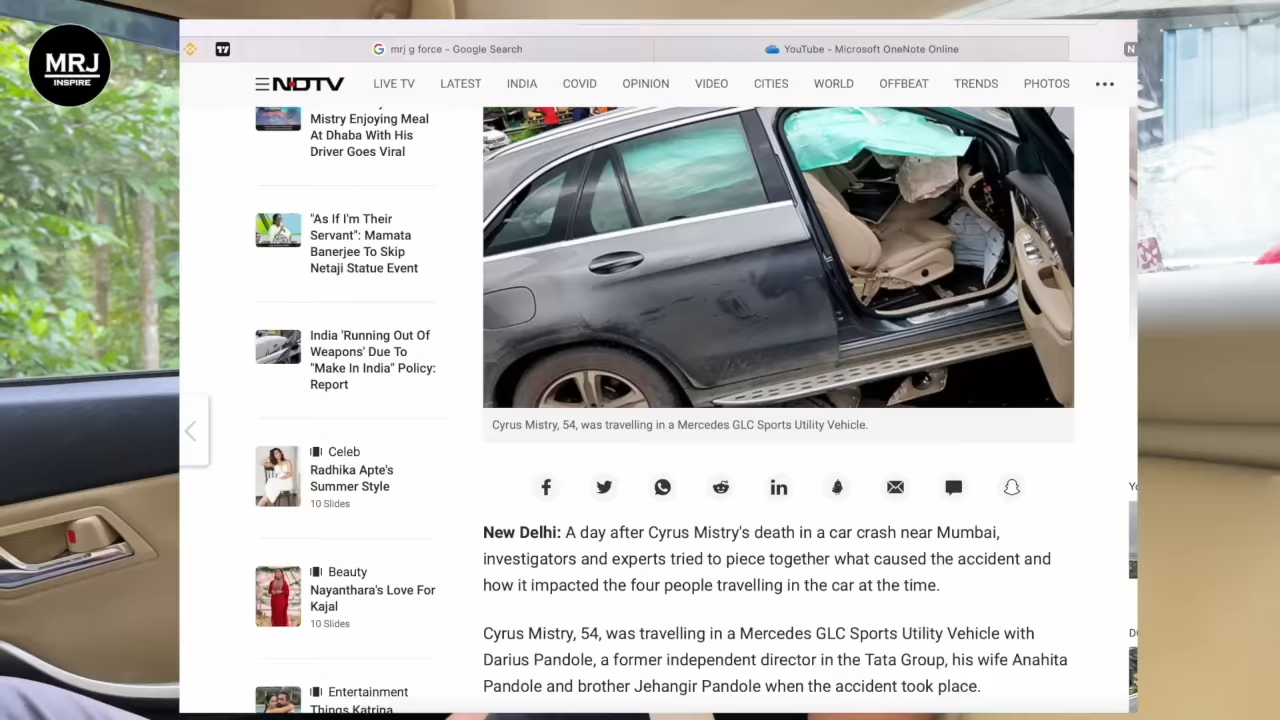 MRJ
INSPIRE
mrj g force - Google Search
YouTube - Microsoft OneNote Online
N
NDTV
LIVE TV
LATEST
INDIA
COVID
OPINION
VIDEO
CITIES
WORLD
OFFBEAT
TRENDS
PHOTOS
Mistry Enjoying Meal
At Dhaba With His
Driver Goes Viral
"As If I'm Their
Servant": Mamata
Banerjee To Skip
Netaji Statue Event
India 'Running Out Of
Weapons' Due To
"Make In India" Policy:
Report
Celeb
Radhika Apte's
Summer Style
10 Slides
Beauty
Nayanthara's Love For
Kajal
10 Slides
Entertainment
Things Katrina
Cyrus Mistry, 54, was travelling in a Mercedes GLC Sports Utility Vehicle.
New Delhi: A day after Cyrus Mistry's death in a car crash near Mumbai,
investigators and experts tried to piece together what caused the accident and
how it impacted the four people travelling in the car at the time.
Cyrus Mistry, 54, was travelling in a Mercedes GLC Sports Utility Vehicle with
Darius Pandole, a former independent director in the Tata Group, his wife Anahita
Pandole and brother Jehangir Pandole when the accident took place.